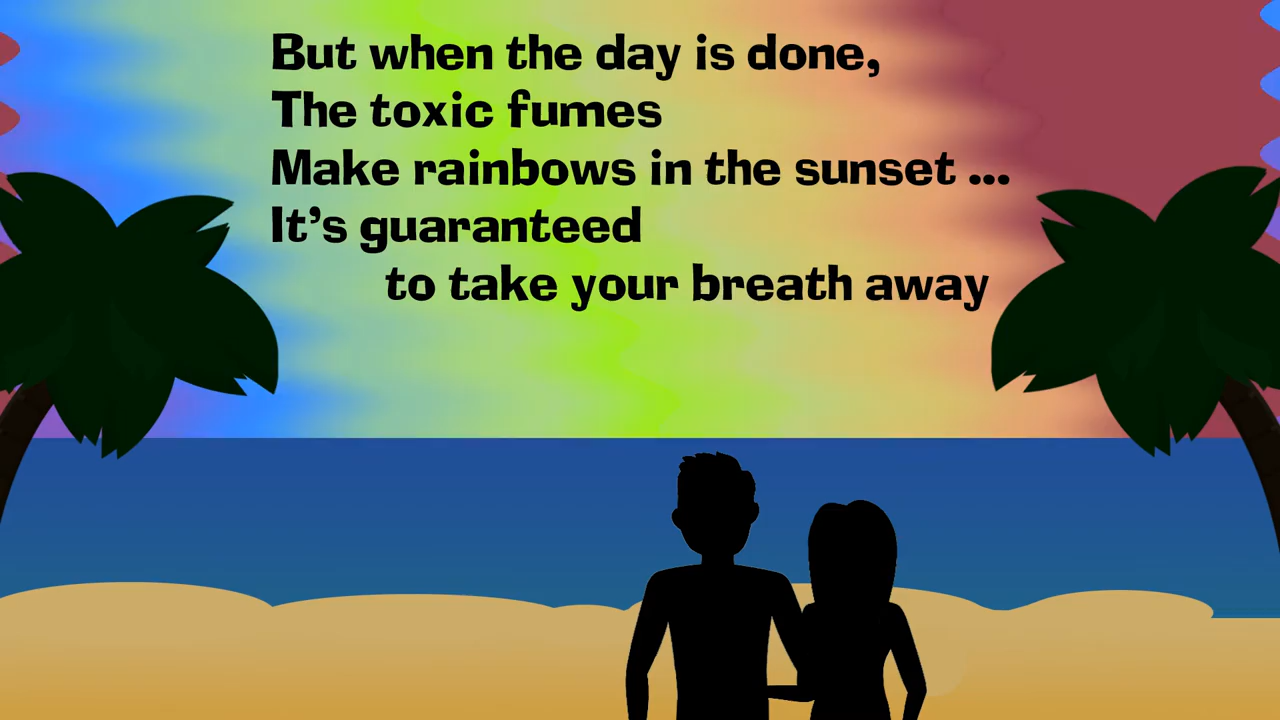 But when the day is done,
The toxic fumes
Make rainbows in the sunset ...
It’s guaranteed
to take your breath away